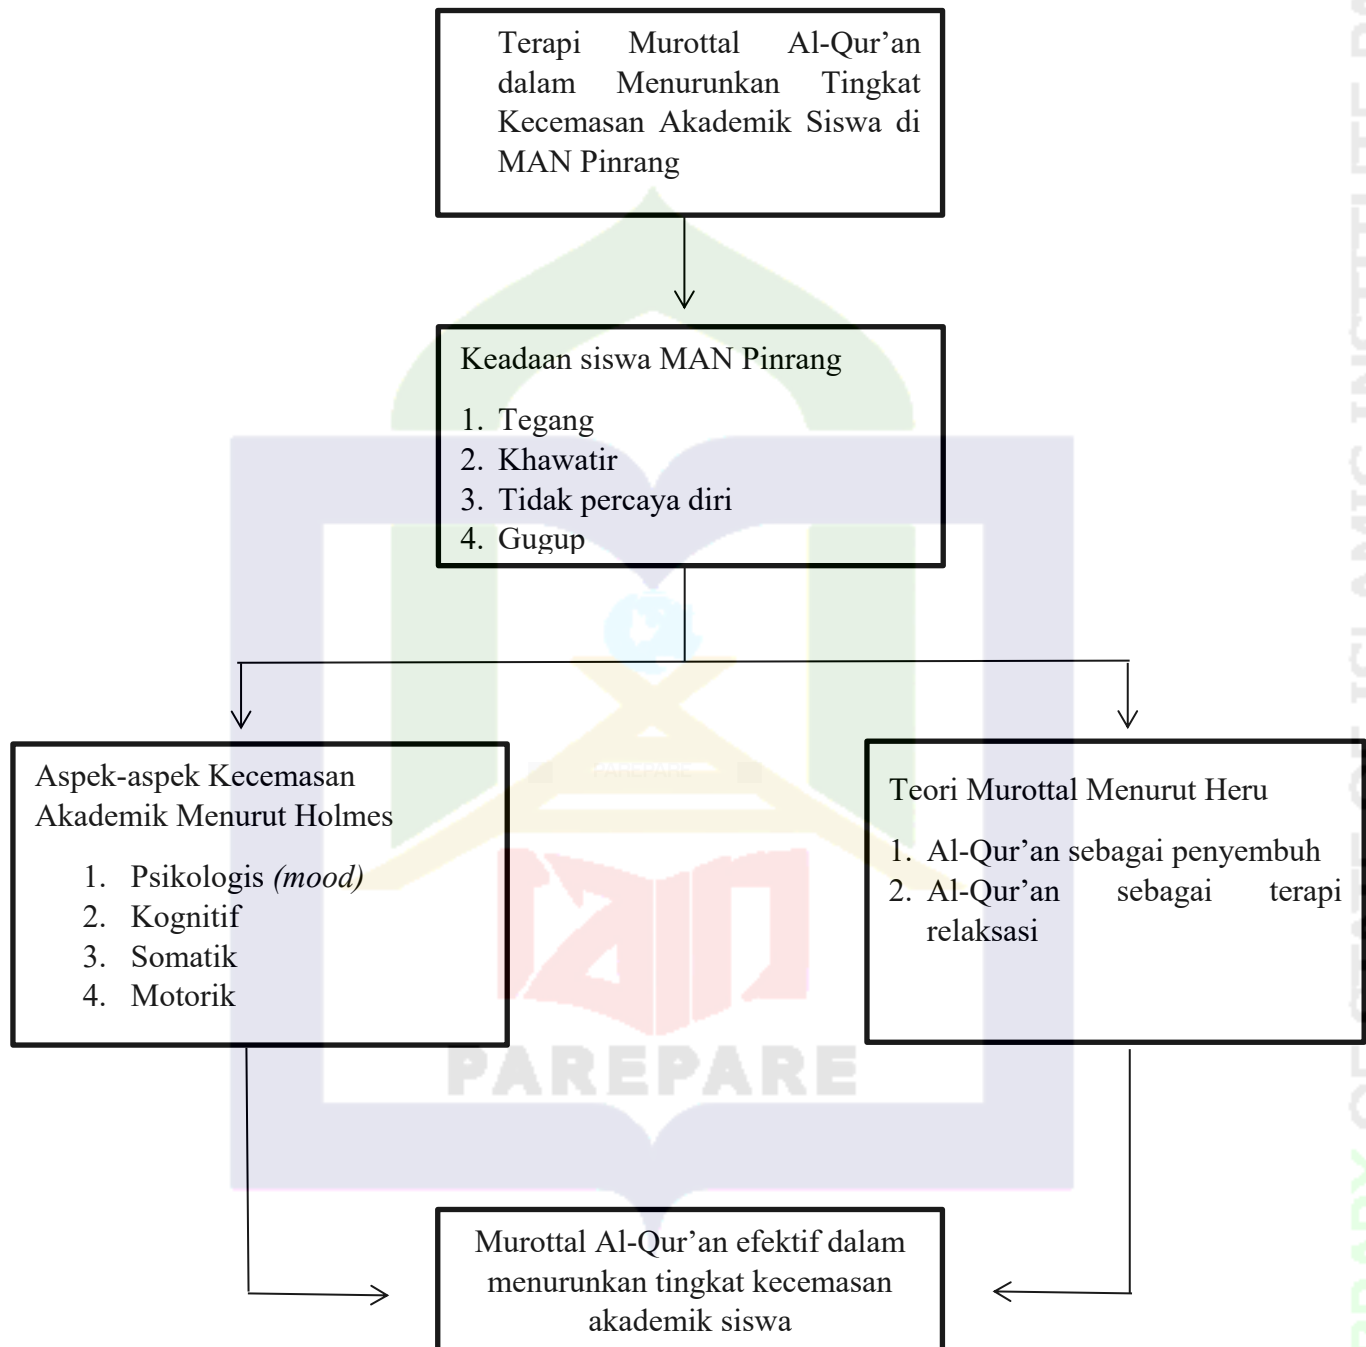 Terapi Murottal Al-Qur’an
dalam Menurunkan Tingkat
Kecemasan Akademik Siswa di
MAN Pinrang
Keadaan siswa MAN Pinrang
1. Tegang
2. Khawatir
3. Tidak percaya diri
4. Gugup
Aspek-aspek Kecemasan
Akademik Menurut Holmes
1. Psikologis (mood)
2. Kognitif
3. Somatik
4. Motorik
Teori Murottal Menurut Heru
1. Al-Qur’an sebagai penyembuh
2. Al-Qur’an sebagai terapi
relaksasi
PAREPARE
PAREPARE
Murottal Al-Qur’an efektif dalam
menurunkan tingkat kecemasan
akademik siswa